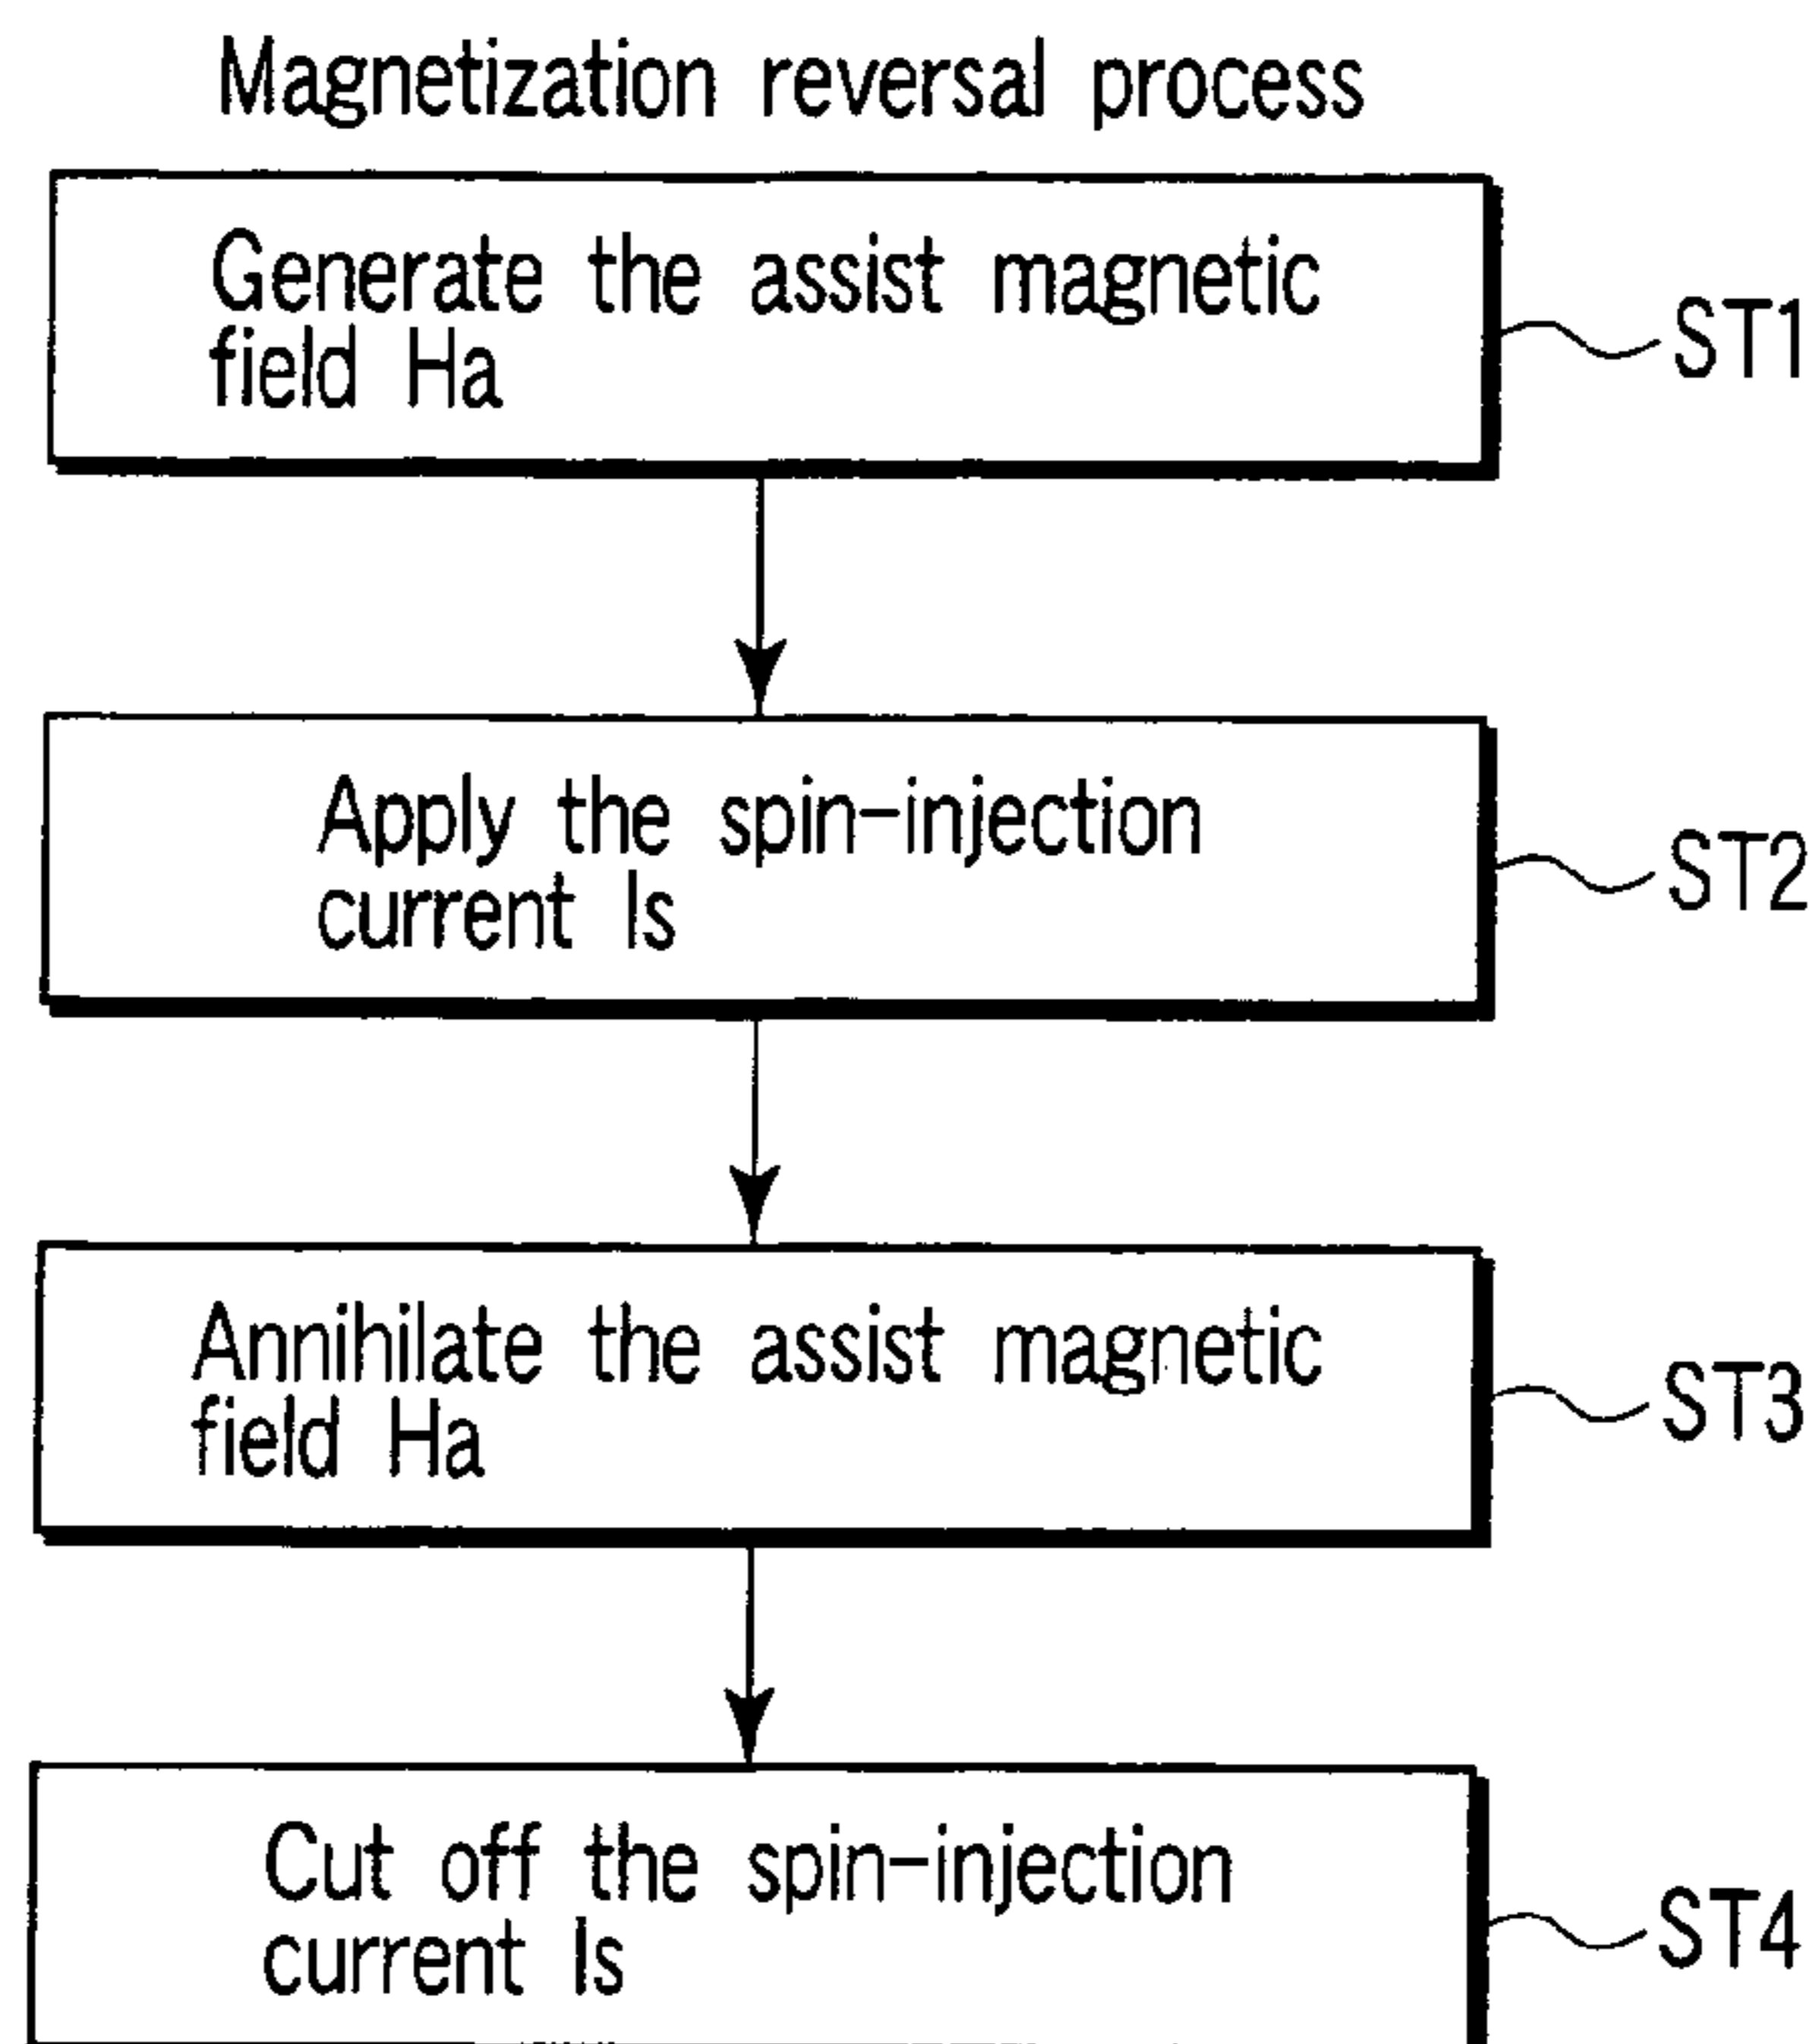 Magnetization reversal process
Generate the assist magnetic
field Ha
ST1
Apply the spin-injection
current Is
ST2
Annihilate the assist magnetic
field Ha
ST3
Cut off the spin-injection
current Is
ST4